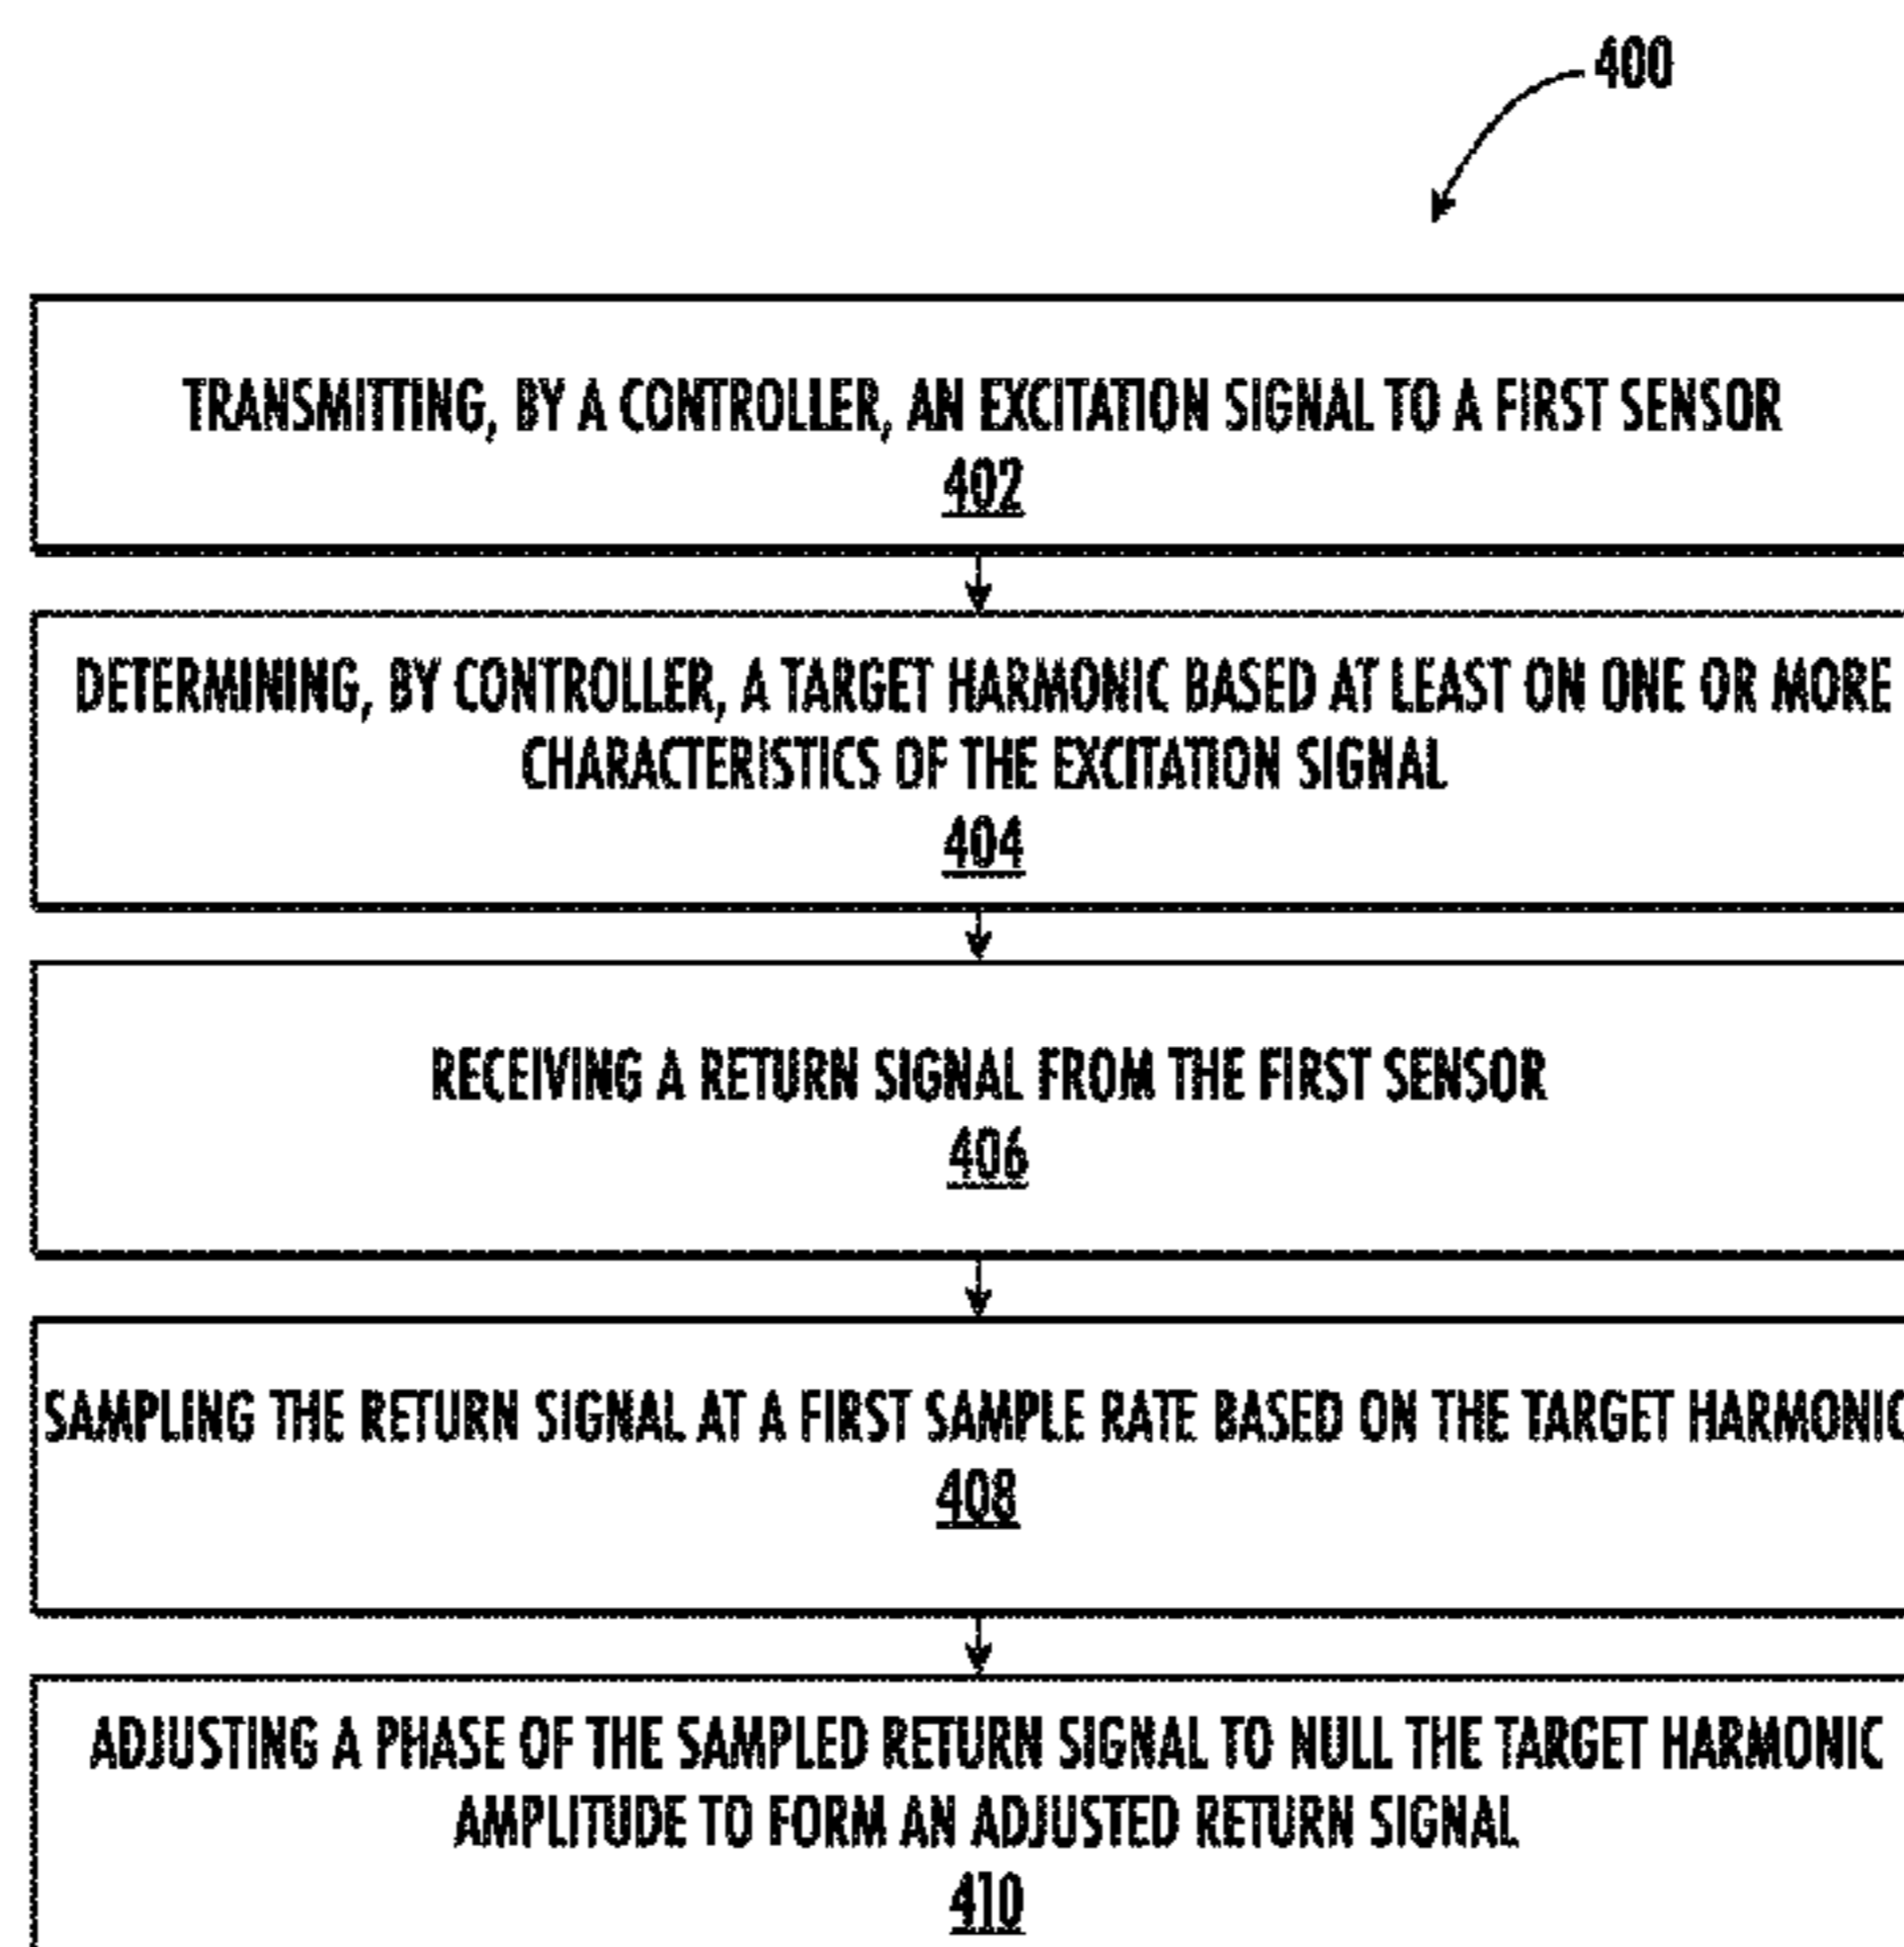 400
TRANSMITTING, BY A CONTROLLER, AN EXCITATION SIGNAL TO A FIRST SENSOR
402
DETERMINING, BY CONTROLLER, A TARGET HARMONIC BASED AT LEAST ON ONE OR MORE
CHARACTERISTICS OF THE EXCITATION SIGNAL
404
RECEIVING A RETURN SIGNAL FROM THE FIRST SENSOR
406
SAMPLING THE RETURN SIGNAL AT A FIRST SAMPLE RATE BASED ON THE TARGET HARMONIC
408
ADJUSTING A PHASE OF THE SAMPLED RETURN SIGNAL TO NULL THE TARGET HARMONIC
AMPLITUDE TO FORM AN ADJUSTED RETURN SIGNAL
410